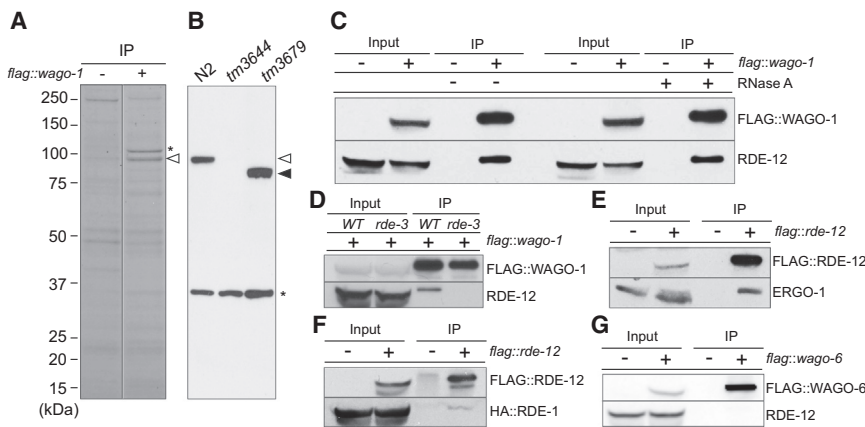 A
IP
flag::wago-1
- +
250
150
100
75
50
37
25
20
15
(kDa)
*
B
N2 tm3644 tm3679
*
C
Input IP Input IP
- + - + - + - + flag::wago-1
- + + + RNase A
FLAG::WAGO-1
RDE-12
D
Input IP
WT rde-3 WT rde-3
+ + + + flag::wago-1
FLAG::WAGO-1
RDE-12
E
Input IP
- + - + flag::rde-12
FLAG::RDE-12
ERGO-1
F
Input IP
- + - + flag::rde-12
FLAG::RDE-12
HA::RDE-1
G
Input IP
- + - + flag::wago-6
FLAG::WAGO-6
RDE-12